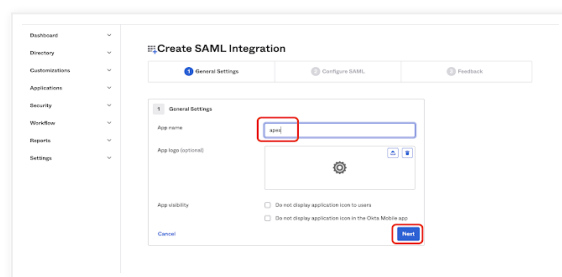 Dashboard
Directory
Customizations
Applications
Security
Workflow
Reports
Settings
Create SAML Integration
1 General Settings
2 Configure SAML
3 Feedback
1 General Settings
App name
App logo (optional)
App visibility
Do not display application icon to users
Do not display application icon in the Okta Mobile app
Cancel
Next